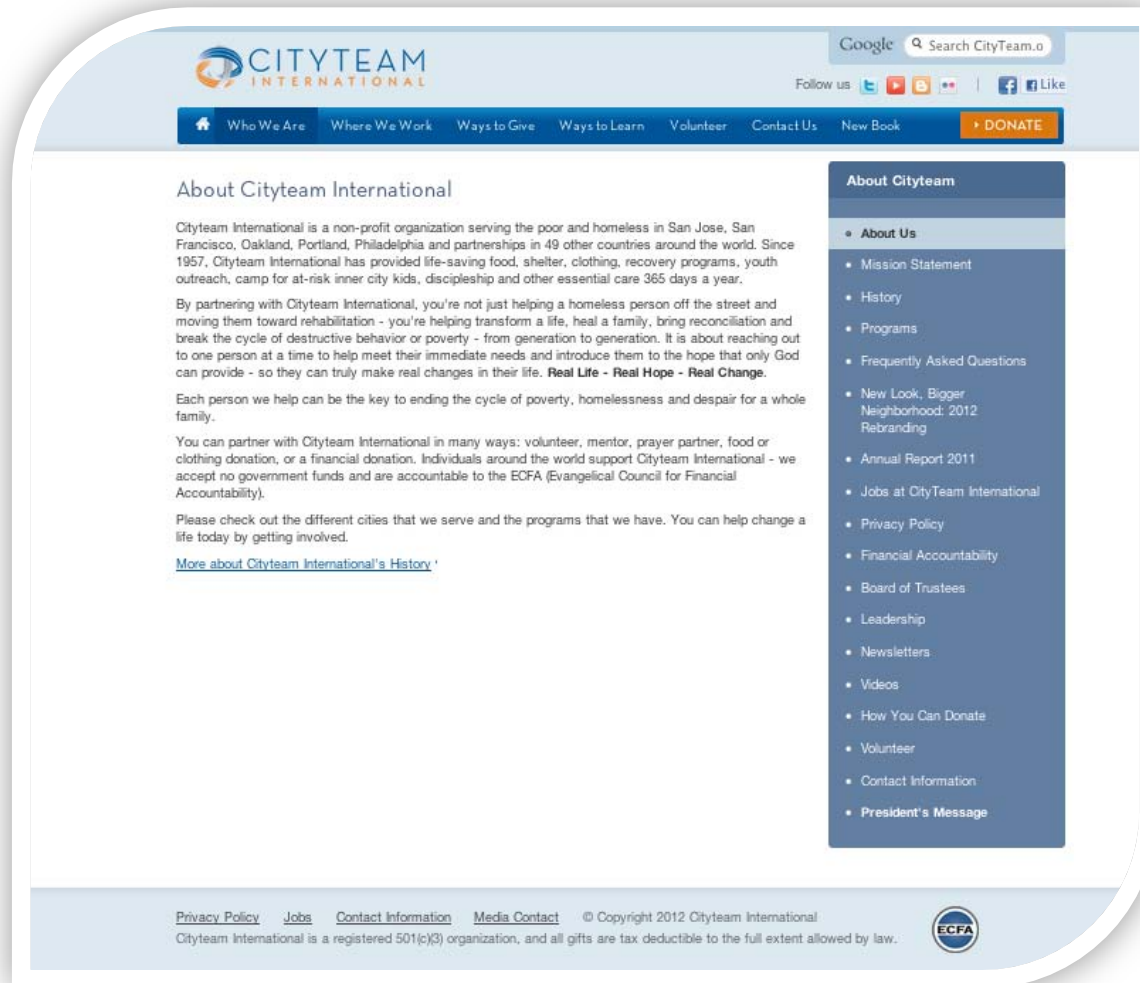 CITYTEAM
INTERNATIONAL
Google Search CityTeam.o
Follow us | Like
Who We Are Where We Work Ways to Give Ways to Learn Volunteer Contact Us New Book DONATE
About Cityteam International
Cityteam International is a non-profit organization serving the poor and homeless in San Jose, San
Francisco, Oakland, Portland, Philadelphia and partnerships in 49 other countries around the world. Since
1957, Cityteam International has provided life-saving food, shelter, clothing, recovery programs, youth
outreach, camp for at-risk inner city kids, discipleship and other essential care 365 days a year.
By partnering with Cityteam International, you're not just helping a homeless person off the street and
moving them toward rehabilitation - you're helping transform a life, heal a family, bring reconciliation and
break the cycle of destructive behavior or poverty - from generation to generation. It is about reaching out
to one person at a time to help meet their immediate needs and introduce them to the hope that only God
can provide - so they can truly make real changes in their life. Real Life - Real Hope - Real Change.
Each person we help can be the key to ending the cycle of poverty, homelessness and despair for a whole
family.
You can partner with Cityteam International in many ways: volunteer, mentor, prayer partner, food or
clothing donation, or a financial donation. Individuals around the world support Cityteam International - we
accept no government funds and are accountable to the ECFA (Evangelical Council for Financial
Accountability).
Please check out the different cities that we serve and the programs that we have. You can help change a
life today by getting involved.
More about Cityteam International's History
About Cityteam
About Us
Mission Statement
History
Programs
Frequently Asked Questions
New Look, Bigger
Neighborhood: 2012
Rebranding
Annual Report 2011
Jobs at CityTeam International
Privacy Policy
Financial Accountability
Board of Trustees
Leadership
Newsletters
Videos
How You Can Donate
Volunteer
Contact Information
President's Message
Privacy Policy Jobs Contact Information Media Contact © Copyright 2012 Cityteam International
Cityteam International is a registered 501(c)(3) organization, and all gifts are tax deductible to the full extent allowed by law.
ECFA